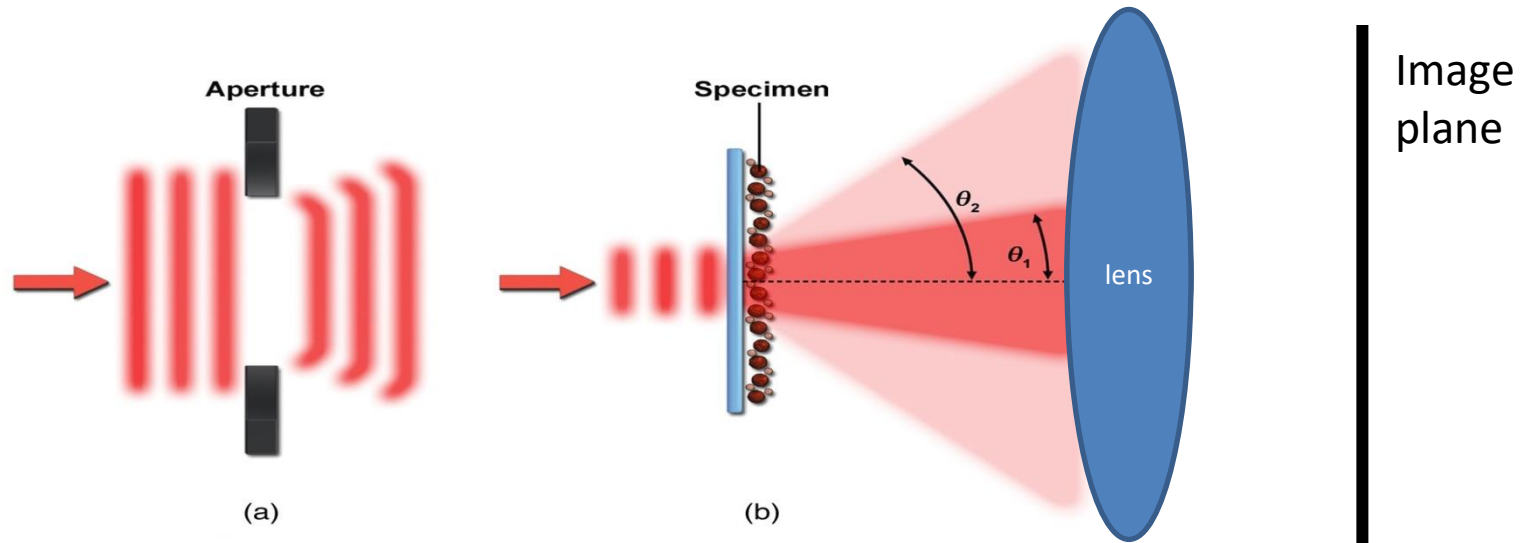 Aperture
(a)
Specimen
θ2
θ1
(b)
lens
Image
plane